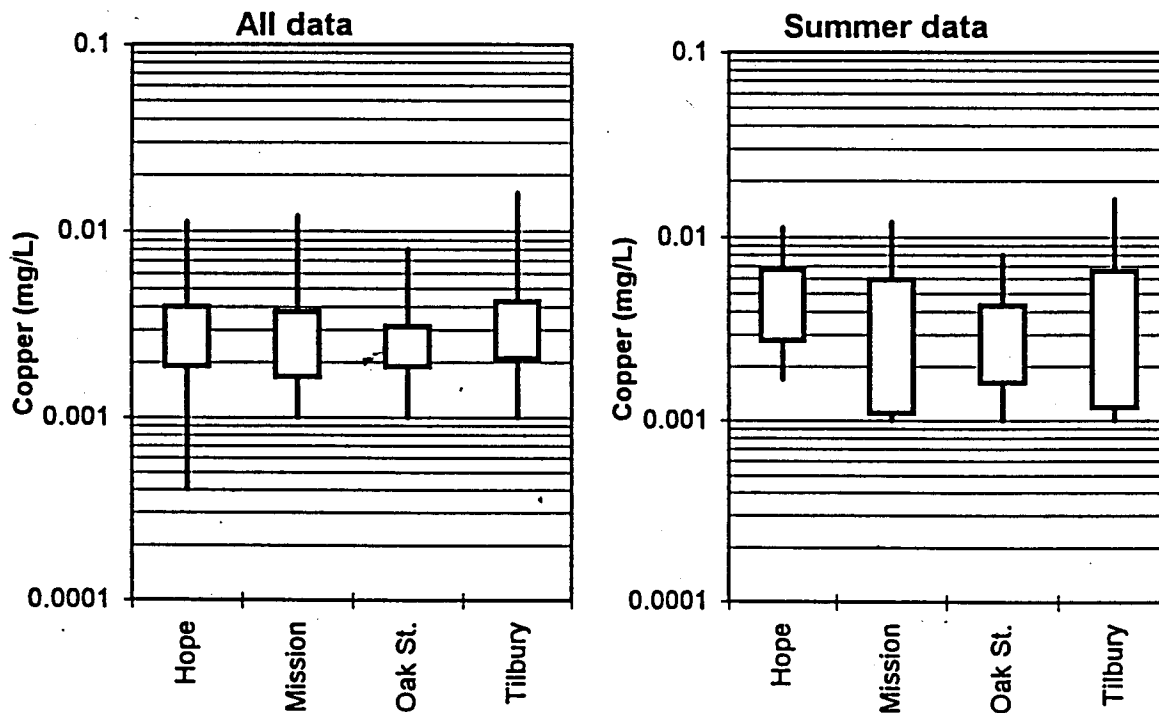 All data
Copper (mg/L)
0.1
0.01
0.001
0.0001
Hope
Mission
Oak St.
Tilbury
Summer data
Copper (mg/L)
0.1
0.01
0.001
0.0001
Hope
Mission
Oak St.
Tilbury